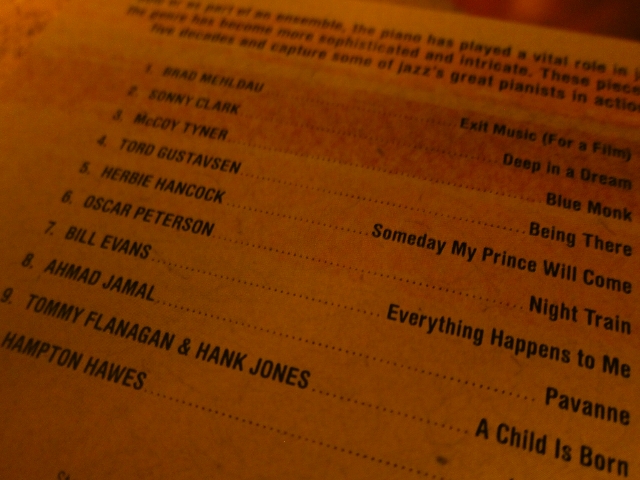 or as part of an ensemble, the piano has played a vital role in
the genre has become more sophisticated and intricate. These piece
five decades and capture some of jazz's great pianists in action
1. BRAD MEHLDAU Exit Music (For a Film)
2. SONNY CLARK Deep in a Dream
3. McCOY TYNER Blue Monk
4. TORD GUSTAVSEN Being There
5. HERBIE HANCOCK Someday My Prince Will Come
6. OSCAR PETERSON Night Train
7. BILL EVANS Everything Happens to Me
8. AHMAD JAMAL Pavanne
9. TOMMY FLANAGAN & HANK JONES A Child Is Born
HAMPTON HAWES